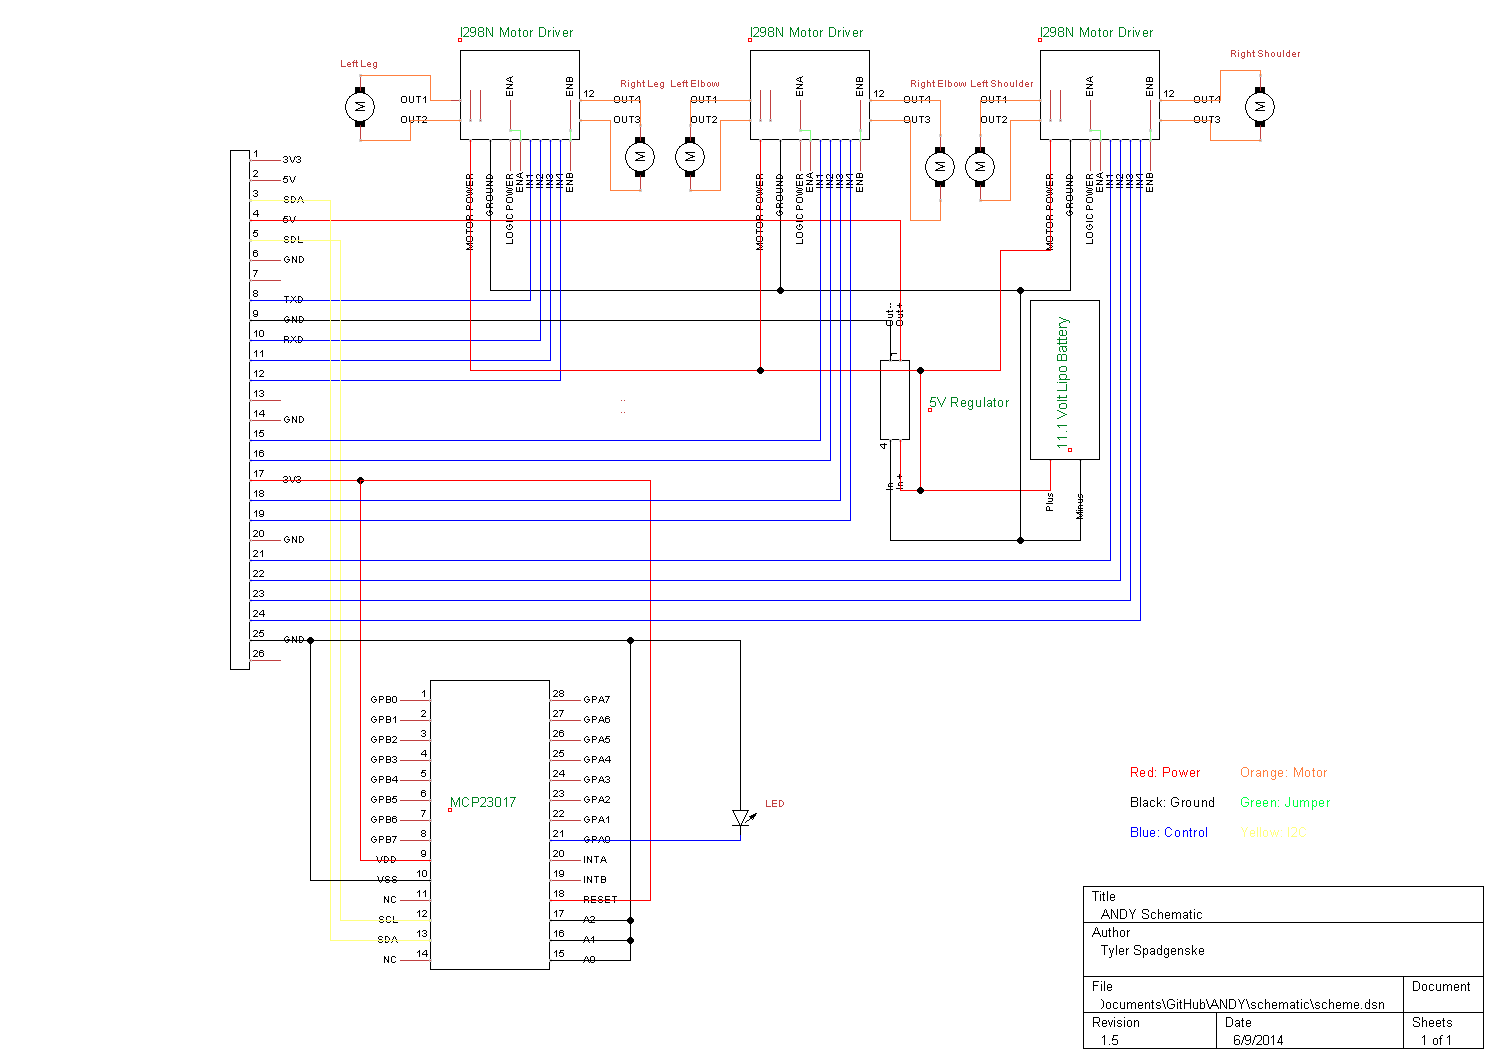 l298N Motor Driver
l298N Motor Driver
l298N Motor Driver
Left Leg
Right Leg
Left Elbow
Right Elbow
Left Shoulder
Right Shoulder
ENA
ENB
12
OUT1
OUT2
OUT4
OUT3
MOTOR POWER
GROUND
LOGIC POWER
ENA
IN1
IN2
IN3
IN4
ENB
M
M
ENA
ENB
12
OUT1
OUT2
OUT4
OUT3
MOTOR POWER
GROUND
LOGIC POWER
ENA
IN1
IN2
IN3
IN4
ENB
M
M
ENA
ENB
12
OUT1
OUT2
OUT4
OUT3
MOTOR POWER
GROUND
LOGIC POWER
ENA
IN1
IN2
IN3
IN4
ENB
M
M
1 3V3
2 5V
3 SDA
4 5V
5 SDL
6 GND
7
8 TXD
9 GND
10 RXD
11
12
13
14 GND
15
16
17 3V3
18
19
20 GND
21
22
23
24
25 GND
26
Out-
Out+
1
5V Regulator
4
In
In+
11.1 Volt Lipo Battery
Plus
Minus
MCP23017
GPB0 1
GPB1 2
GPB2 3
GPB3 4
GPB4 5
GPB5 6
GPB6 7
GPB7 8
VDD 9
VSS 10
NC 11
SCL 12
SDA 13
NC 14
28 GPA7
27 GPA6
26 GPA5
25 GPA4
24 GPA3
23 GPA2
22 GPA1
21 GPA0
20 INTA
19 INTB
18 RESET
17 A2
16 A1
15 A0
LED
Red: Power
Orange: Motor
Black: Ground
Green: Jumper
Blue: Control
Yellow: I2C
Title
ANDY Schematic
Author
Tyler Spadgenske
File
Documents\GitHub\ANDY\schematic\scheme.dsn
Document
Revision
1.5
Date
6/9/2014
Sheets
1 of 1